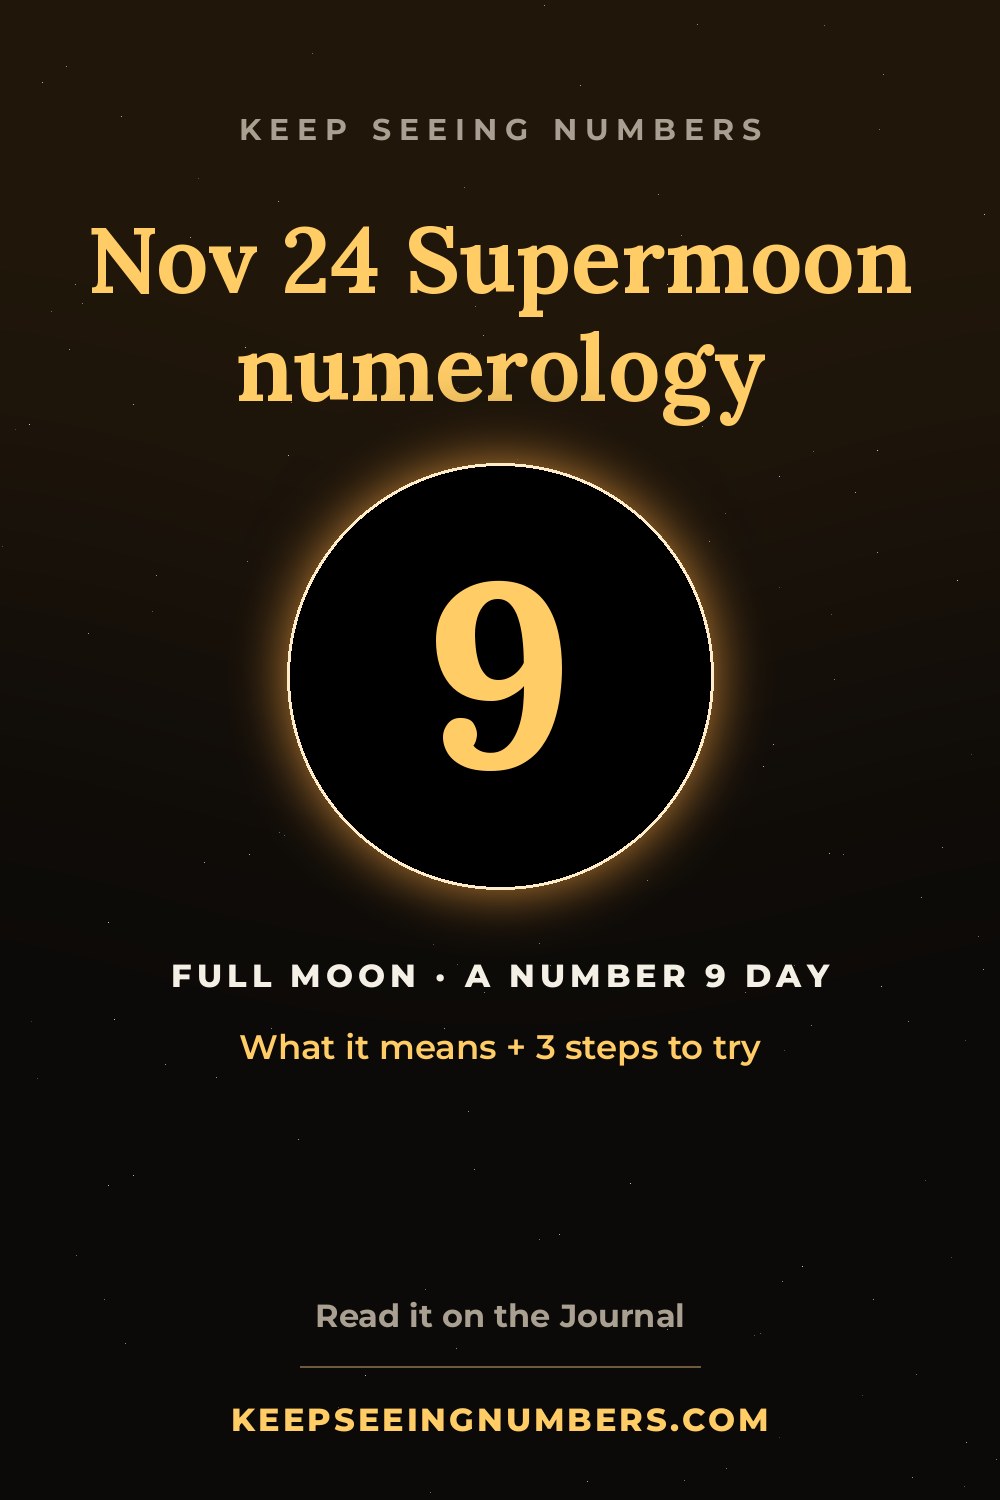 KEEP SEEING NUMBERS
Nov 24 Supermoon
numerology
9
FULL MOON · A NUMBER 9 DAY
What it means + 3 steps to try
Read it on the Journal
KEEPSEEINGNUMBERS.COM